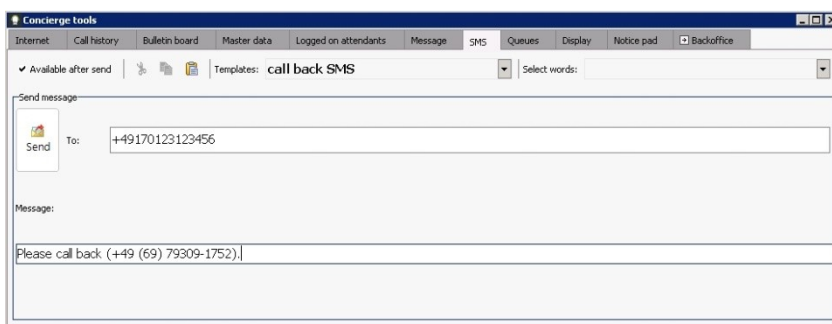 Concierge tools
Internet Call history Bulletin board Master data Logged on attendants Message SMS Queues Display Notice pad Backoffice
Available after send Templates: call back SMS Select words:
Send message
Send To: +49170123123456
Message:
Please call back (+49 (69) 79309-1752).